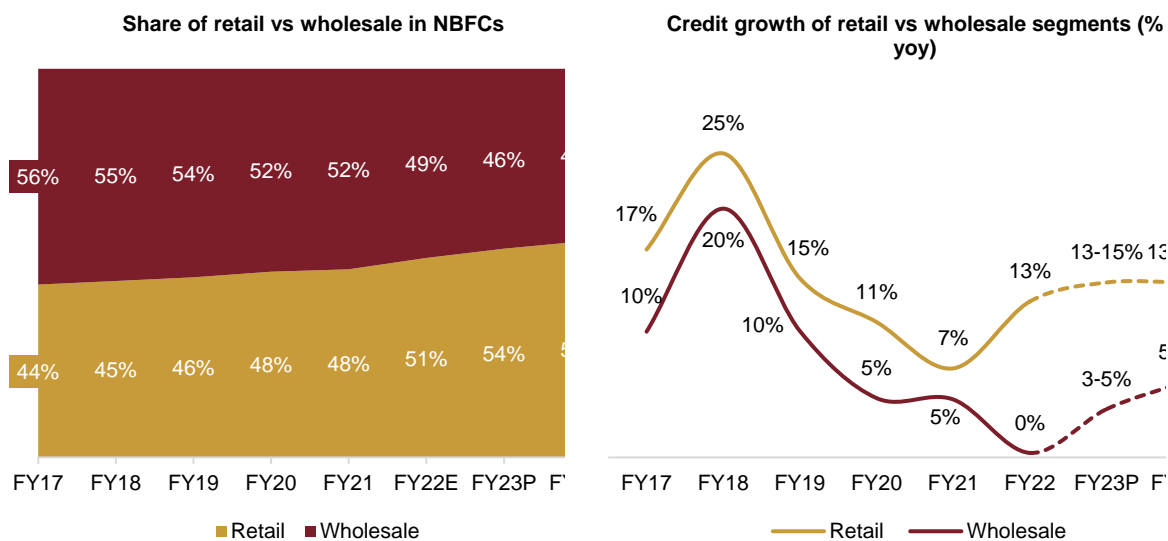 Share of retail vs wholesale in NBFCs
56% 55% 54% 52% 52% 49% 46%
44% 45% 46% 48% 48% 51% 54%
FY17 FY18 FY19 FY20 FY21 FY22E FY23P
Retail Wholesale
Credit growth of retail vs wholesale segments (%
yoy)
25%
17%
20%
15%
13-15% 13
13%
10%
11%
10%
7%
5%
3-5%
5%
0%
FY17 FY18 FY19 FY20 FY21 FY22 FY23P
Retail Wholesale